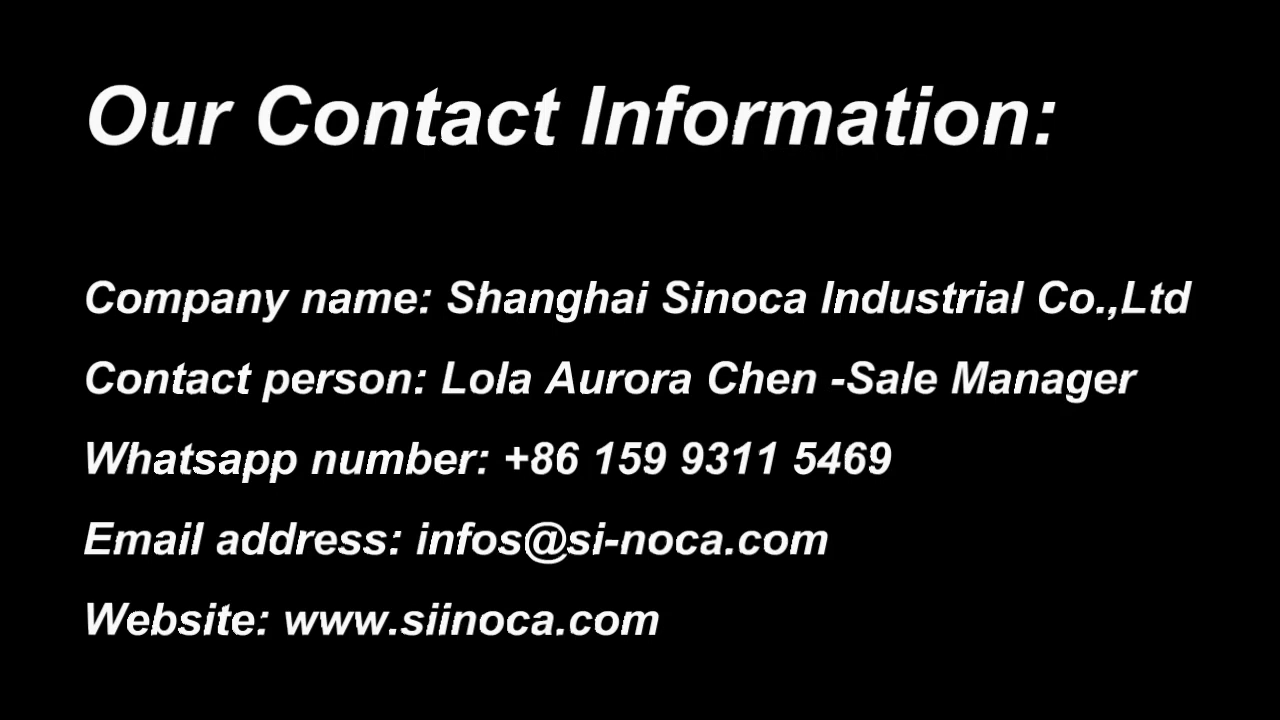 Our Contact Information:
Company name: Shanghai Sinoca Industrial Co.,Ltd
Contact person: Lola Aurora Chen -Sale Manager
Whatsapp number: +86 159 9311 5469
Email address: infos@si-noca.com
Website: www.siinoca.com